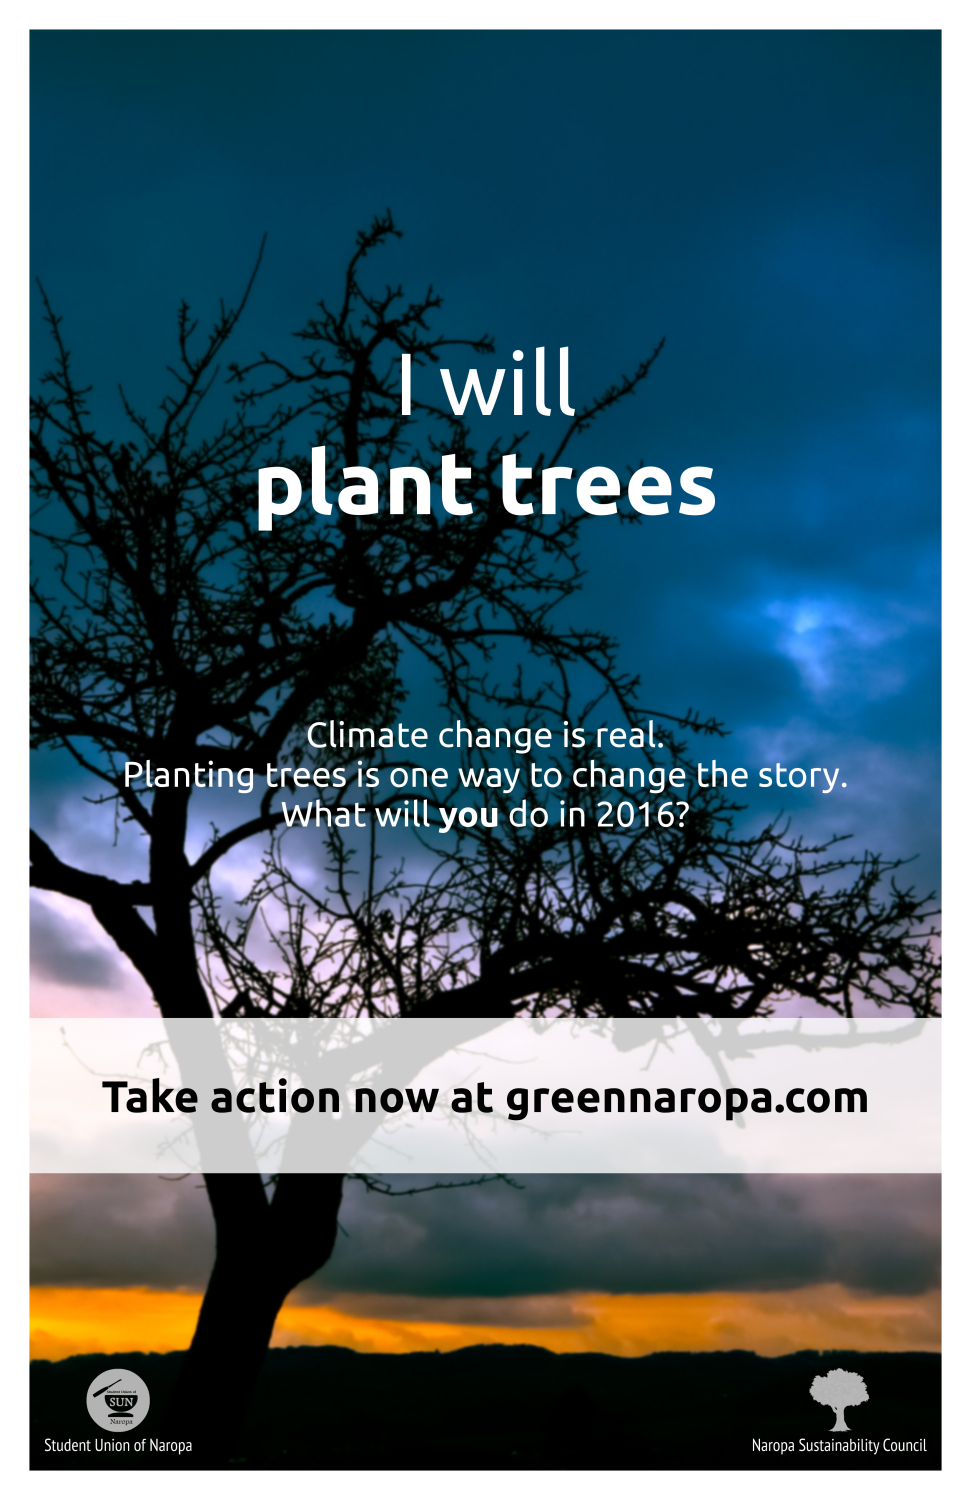 I will
plant trees
Climate change is real.
Planting trees is one way to change the story.
What will you do in 2016?
Take action now at greennaropa.com
Student Union of
SUN
Naropa
Student Union of Naropa
Naropa Sustainability Council